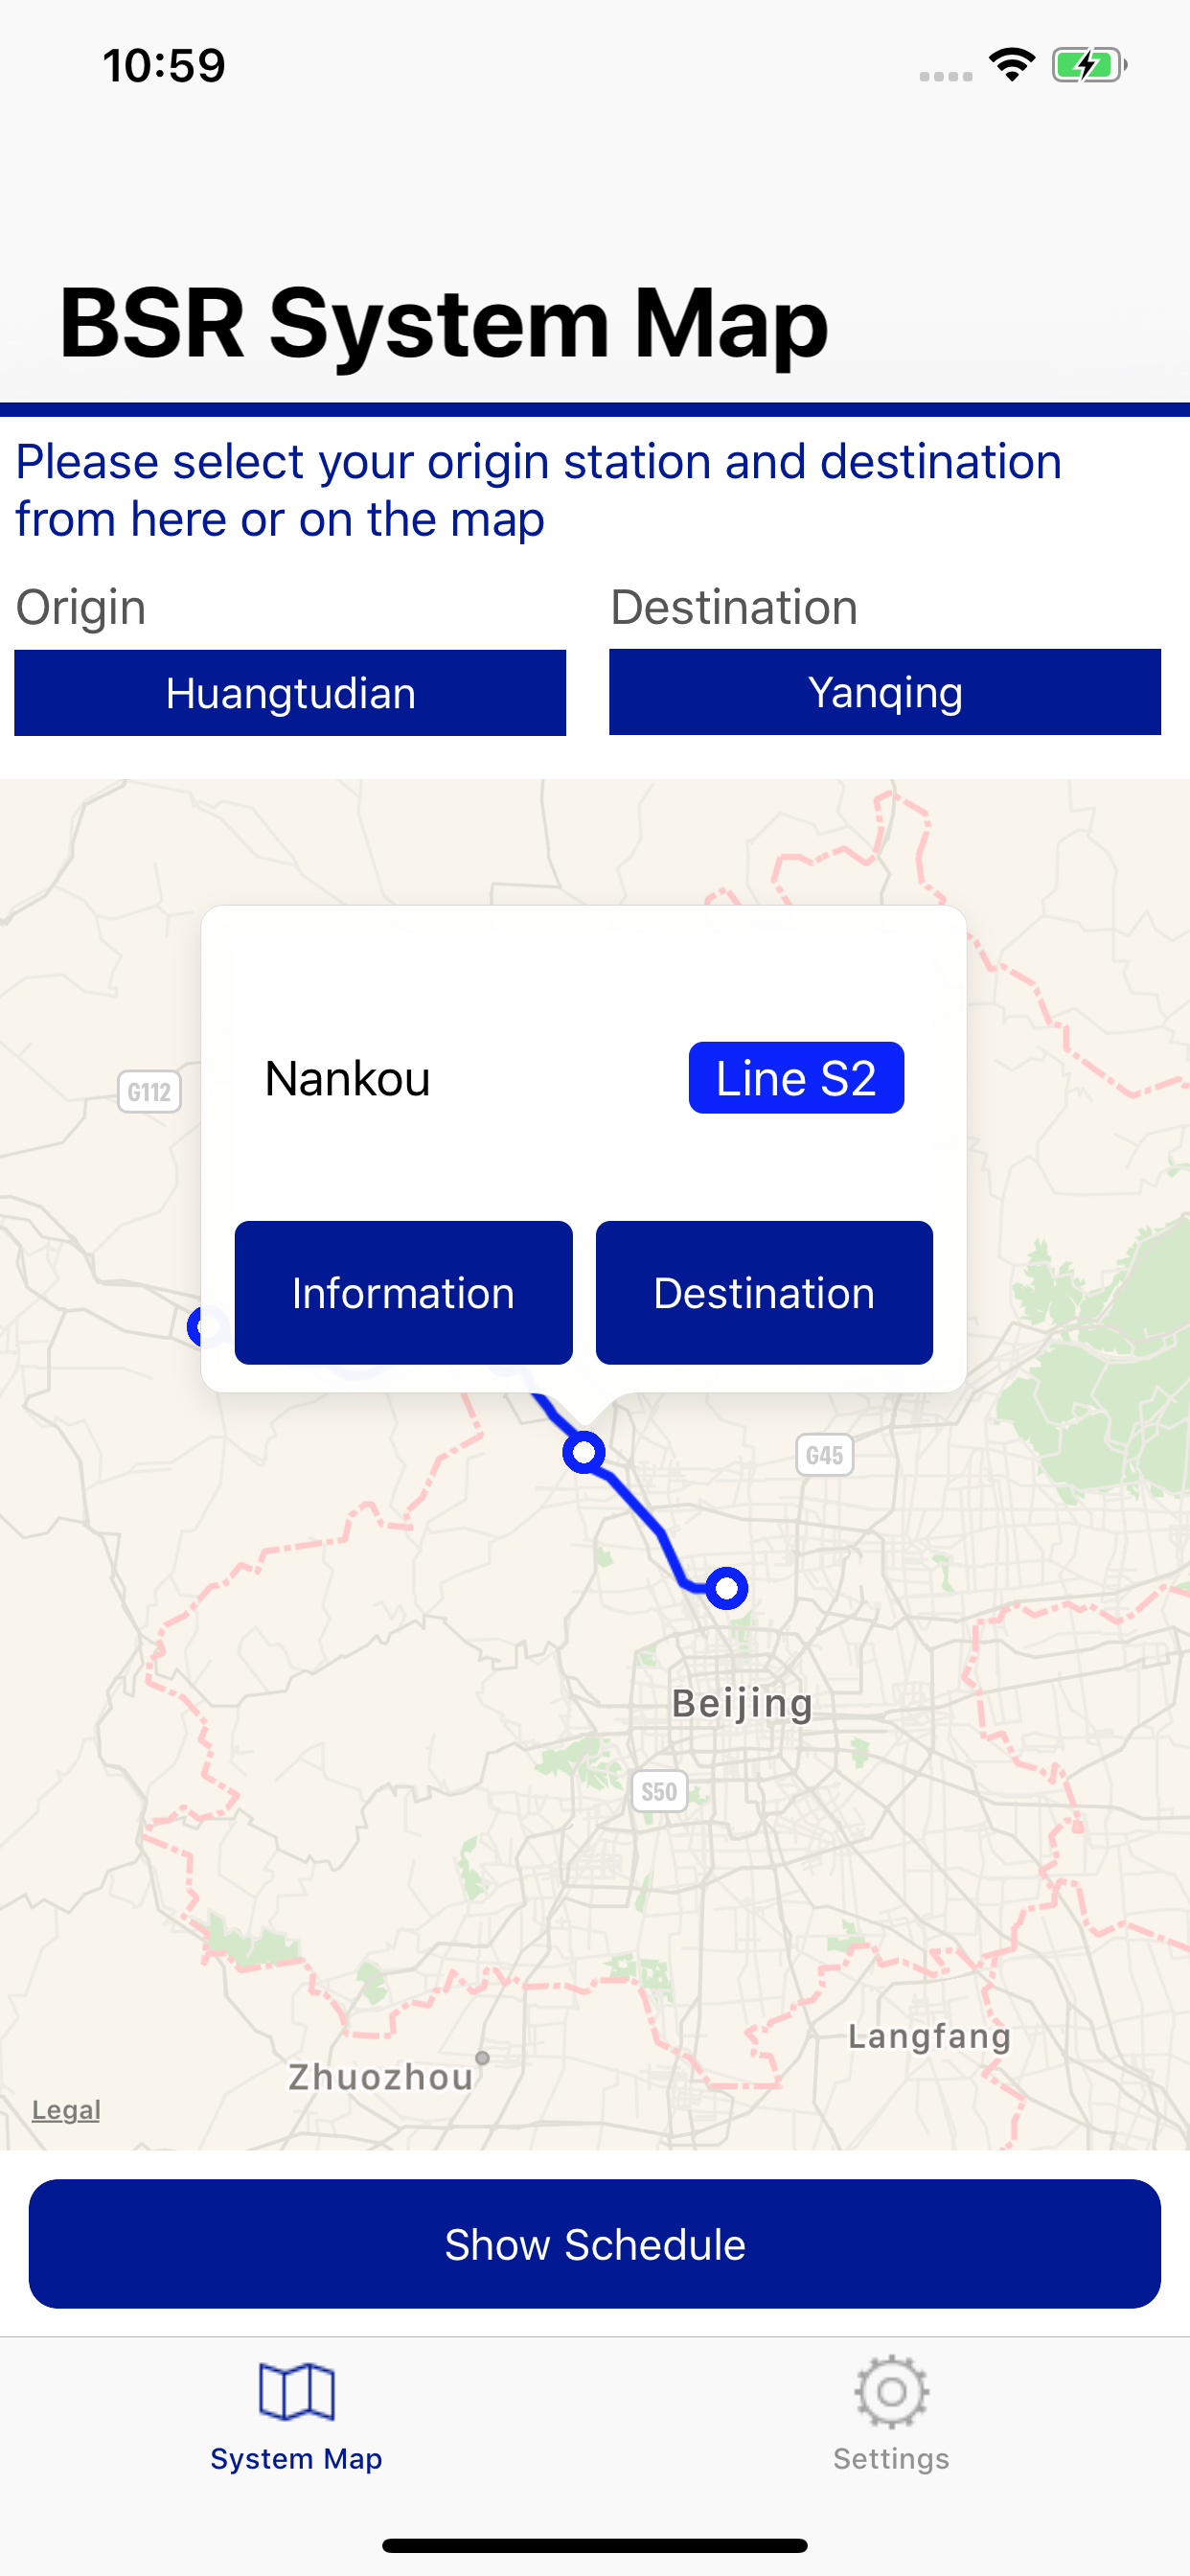 10:59
BSR System Map
Please select your origin station and destination
from here or on the map
Origin
Destination
Huangtudian
Yanqing
G112
Nankou
Line S2
Information
Destination
G45
Beijing
S50
Langfang
Zhuozhou
Legal
Show Schedule
System Map
Settings